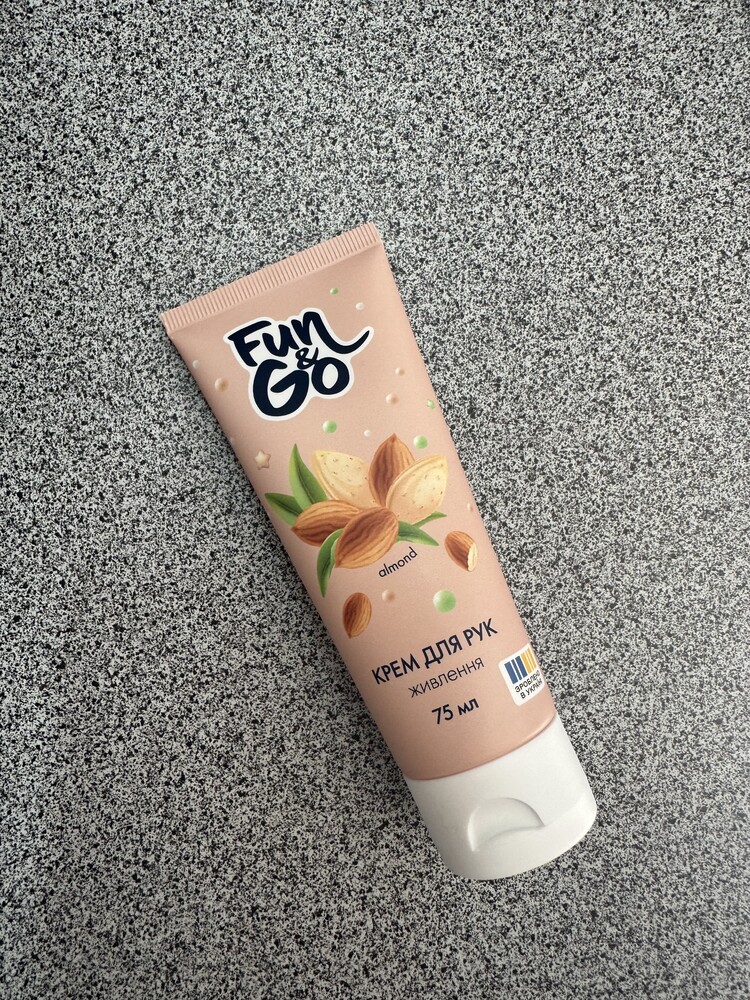 Fun
&
Go
almond
КРЕМ ДЛЯ РУК
живлення
75 мл
В